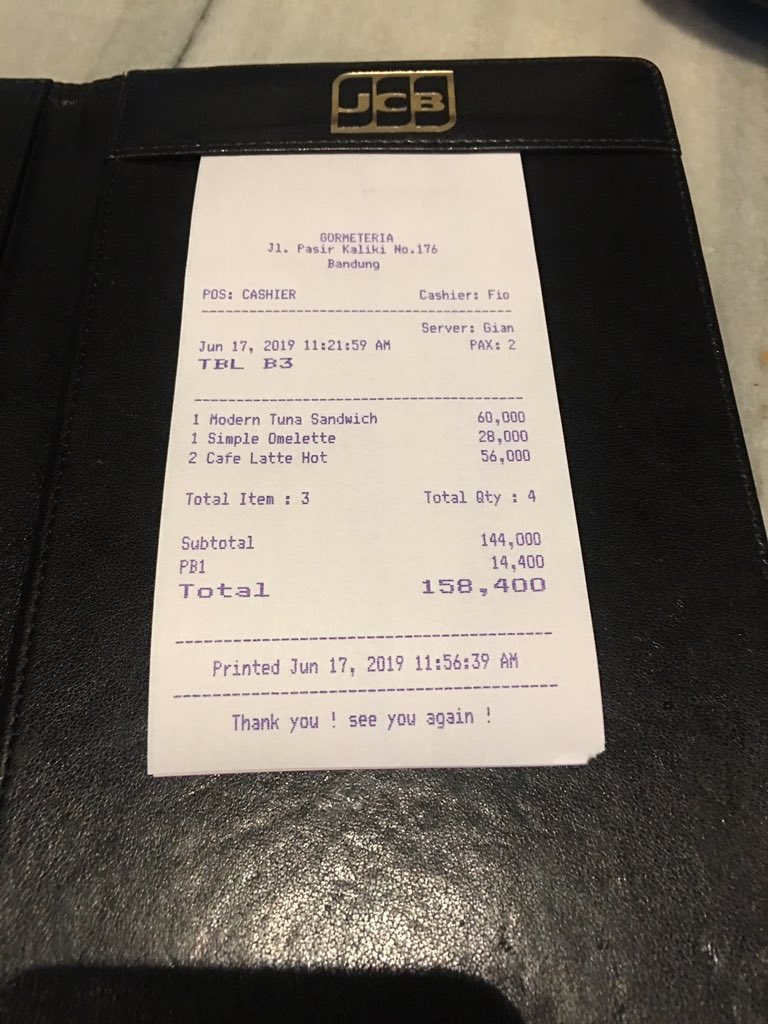 JCB
GORMETERIA
Jl. Pasir Kaliki No.176
Bandung
POS: CASHIER Cashier: Fio
Server: Gian
Jun 17, 2019 11:21:59 AM PAX: 2
TBL B3
1 Modern Tuna Sandwich 60,000
1 Simple Omelette 28,000
2 Cafe Latte Hot 56,000
Total Item : 3 Total Qty : 4
Subtotal 144,000
PB1 14,400
Total 158,400
Printed Jun 17, 2019 11:56:39 AM
Thank you ! see you again !